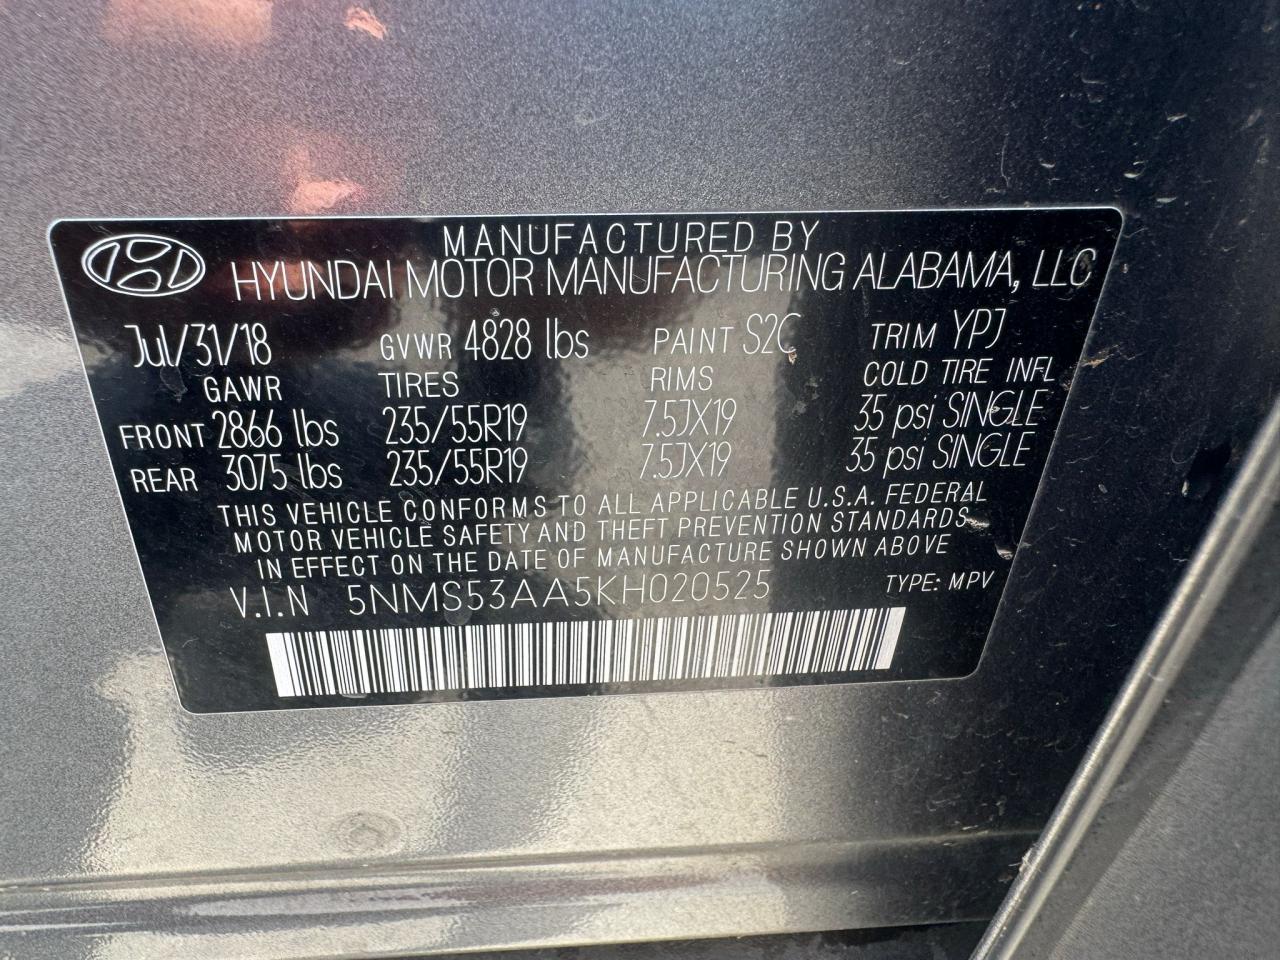 MANUFACTURED BY
HYUNDAI MOTOR MANUFACTURING ALABAMA, LLC
Jul/31/18 GVWR 4828 lbs PAINT S2C TRIM YPJ
GAWR TIRES RIMS COLD TIRE INFL
FRONT 2866 lbs 235/55R19 7.5JX19 35 psi SINGLE
REAR 3075 lbs 235/55R19 7.5JX19 35 psi SINGLE
THIS VEHICLE CONFORMS TO ALL APPLICABLE U.S.A. FEDERAL
MOTOR VEHICLE SAFETY AND THEFT PREVENTION STANDARDS
IN EFFECT ON THE DATE OF MANUFACTURE SHOWN ABOVE
V.I.N 5NMS53AA5KH020525 TYPE: MPV